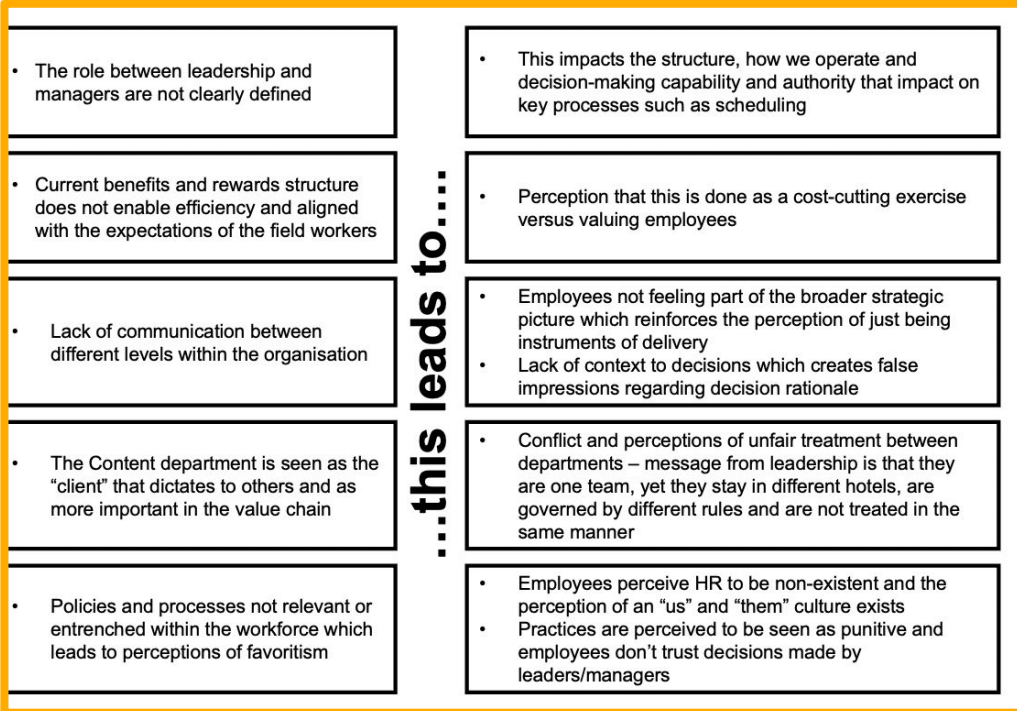 • The role between leadership and
managers are not clearly defined
• This impacts the structure, how we operate and
decision-making capability and authority that impact on
key processes such as scheduling
• Current benefits and rewards structure
does not enable efficiency and aligned
with the expectations of the field workers
• Perception that this is done as a cost-cutting exercise
versus valuing employees
...this leads to....
• Lack of communication between
different levels within the organisation
• Employees not feeling part of the broader strategic
picture which reinforces the perception of just being
instruments of delivery
• Lack of context to decisions which creates false
impressions regarding decision rationale
• The Content department is seen as the
“client” that dictates to others and as
more important in the value chain
• Conflict and perceptions of unfair treatment between
departments – message from leadership is that they
are one team, yet they stay in different hotels, are
governed by different rules and are not treated in the
same manner
• Policies and processes not relevant or
entrenched within the workforce which
leads to perceptions of favoritism
• Employees perceive HR to be non-existent and the
perception of an “us” and “them” culture exists
• Practices are perceived to be seen as punitive and
employees don’t trust decisions made by
leaders/managers